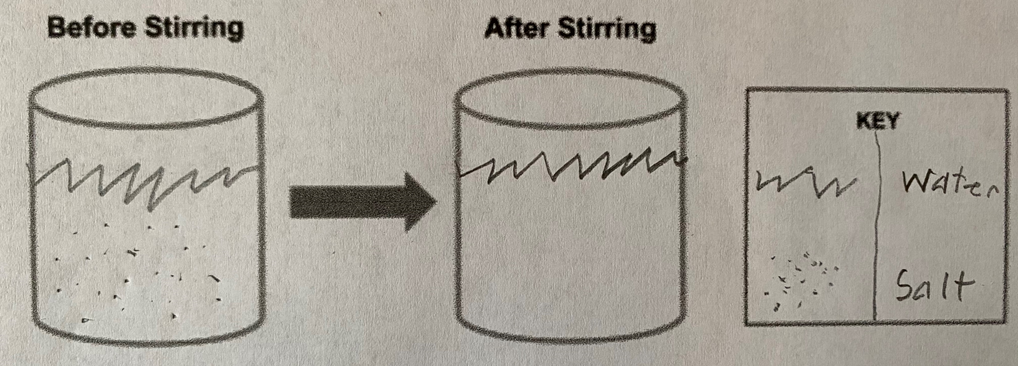 Before Stirring
After Stirring
KEY
Water
Salt